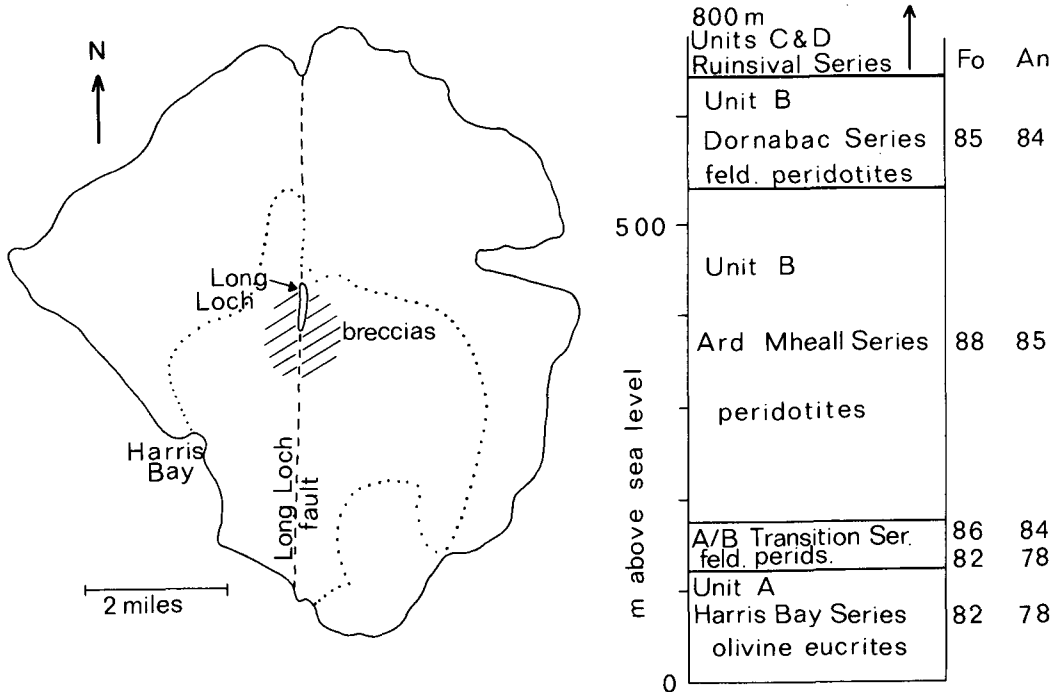 N
Long
Loch
breccias
Harris
Bay
Long Loch
fault
2 miles
800 m
Units C & D
Ruinsival Series
Fo An
Unit B
Dornabac Series 85 84
feld. peridotites
500
Unit B
Ard Mheall Series 88 85
peridotites
m above sea level
A/B Transition Ser. 86 84
feld. perids. 82 78
Unit A
Harris Bay Series 82 78
olivine eucrites
0